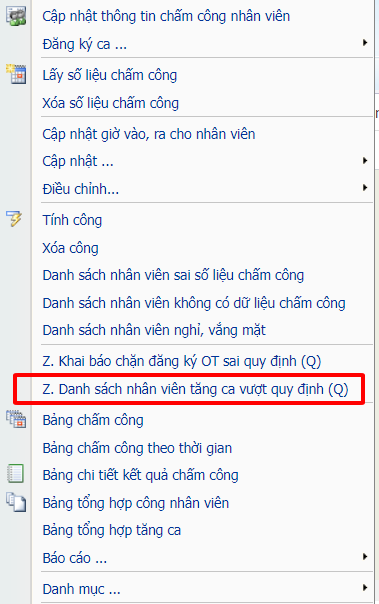 Cập nhật thông tin chấm công nhân viên
Đăng ký ca ...
Lấy số liệu chấm công
Xóa số liệu chấm công
Cập nhật giờ vào, ra cho nhân viên
Cập nhật ...
Điều chỉnh...
Tính công
Xóa công
Danh sách nhân viên sai số liệu chấm công
Danh sách nhân viên không có dữ liệu chấm công
Danh sách nhân viên nghỉ, vắng mặt
Z. Khai báo chặn đăng ký OT sai quy định (Q)
Z. Danh sách nhân viên tăng ca vượt quy định (Q)
Bảng chấm công
Bảng chấm công theo thời gian
Bảng chi tiết kết quả chấm công
Bảng tổng hợp công nhân viên
Bảng tổng hợp tăng ca
Báo cáo ...
Danh mục ...